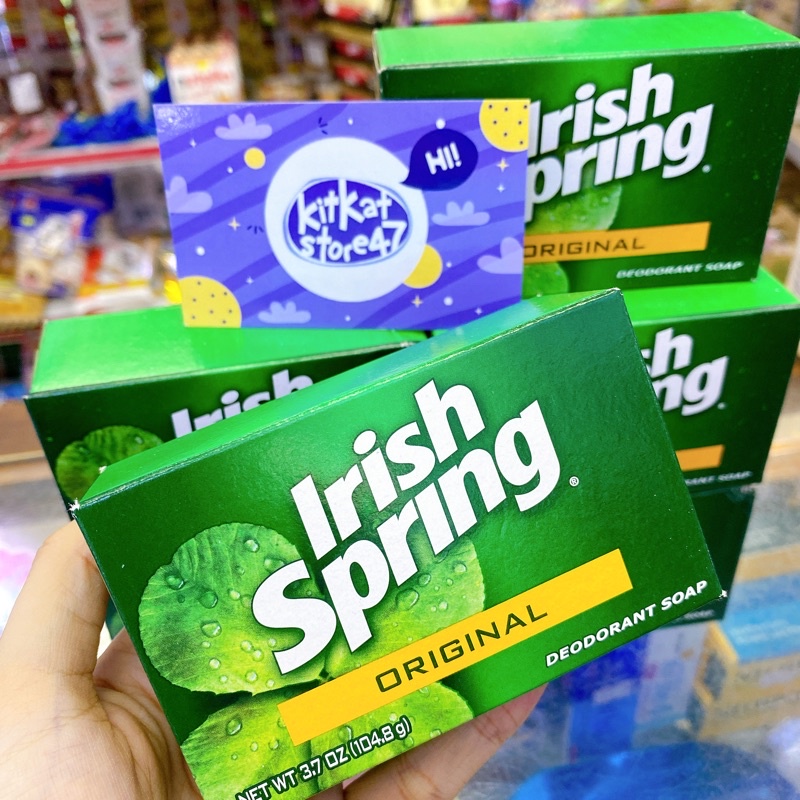 HI!
kitkat
store47
Irish
Spring
ORIGINAL
DEODORANT SOAP
Irish
Irish
Spring®
ORIGINAL
DEODORANT SOAP
NET WT 3.7 OZ (104.8 g)